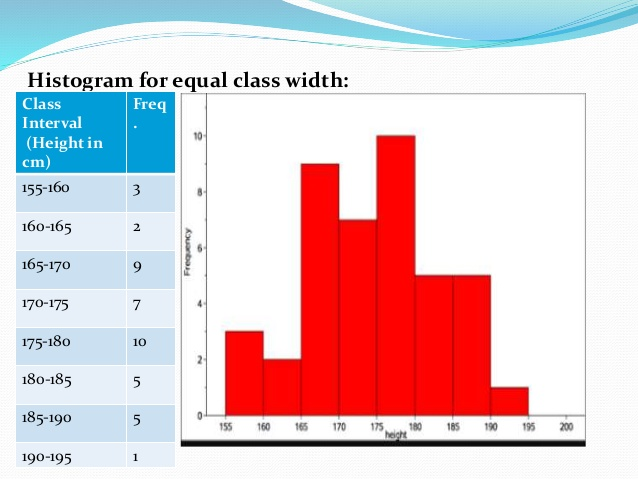 Histogram for equal class width:
Class
Interval
(Height in
cm)
Freq
.
155-160 3
160-165 2
165-170 9
170-175 7
175-180 10
180-185 5
185-190 5
190-195 1
Frequency
10
8
6
4
2
0
155 160 165 170 175 180 185 190 195 200
height